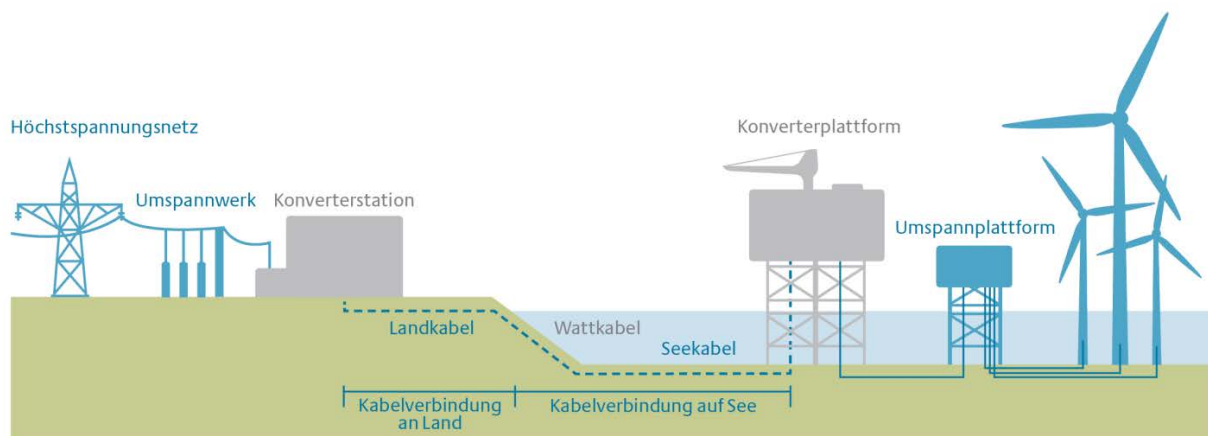 Höchstspannungsnetz
Konverterplattform
Umspannwerk
Konverterstation
Umspannplattform
Landkabel
Wattkabel
Seekabel
Kabelverbindung
an Land
Kabelverbindung auf See